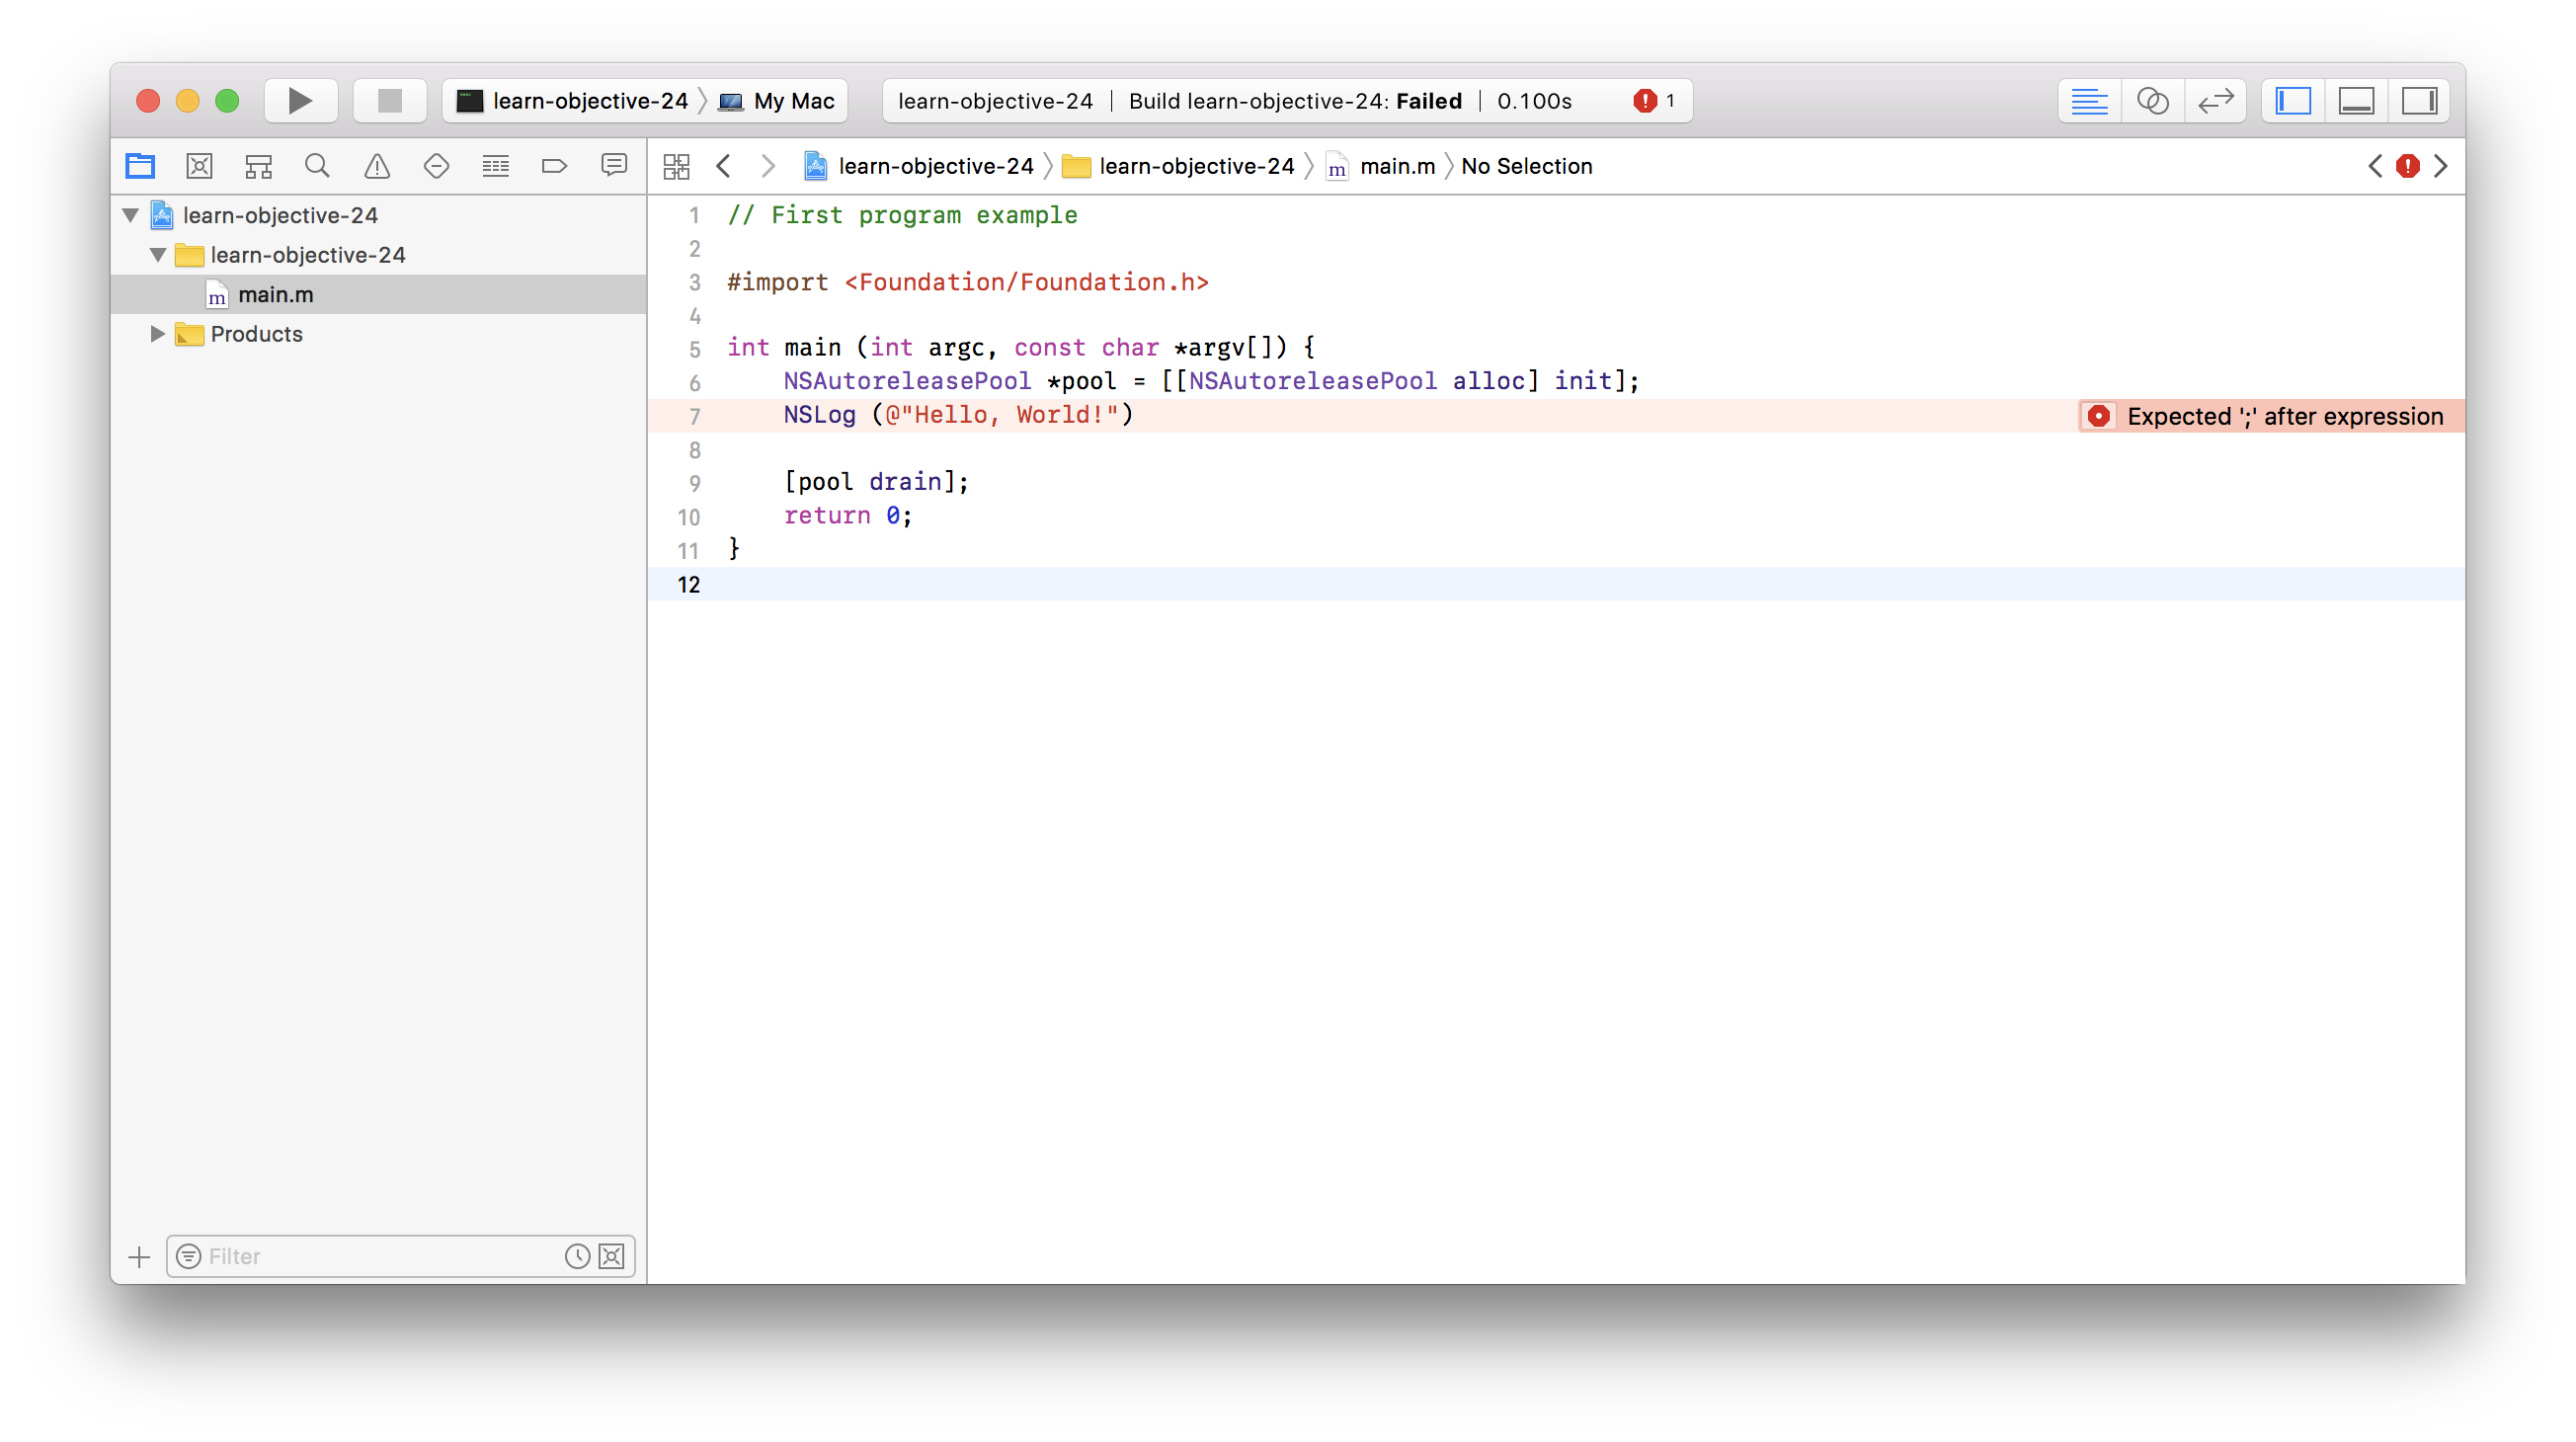 learn-objective-24 My Mac
learn-objective-24 | Build learn-objective-24: Failed | 0.100s 1
learn-objective-24 learn-objective-24 main.m No Selection
learn-objective-24
learn-objective-24
main.m
Products
Filter
1 // First program example
2
3 #import <Foundation/Foundation.h>
4
5 int main (int argc, const char *argv[]) {
6 NSAutoreleasePool *pool = [[NSAutoreleasePool alloc] init];
7 NSLog (@"Hello, World!") Expected ';' after expression
8
9 [pool drain];
10 return 0;
11 }
12